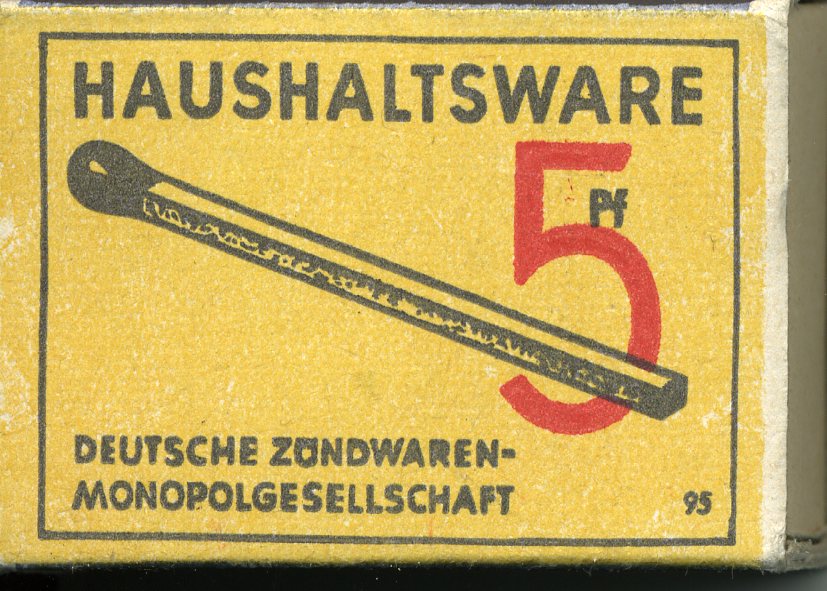 HAUSHALTSWARE
5 Pf
DEUTSCHE ZÜNDWAREN-
MONOPOLGESELLSCHAFT
95